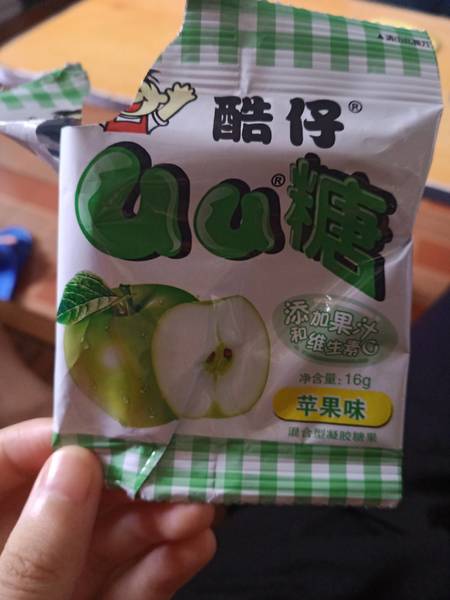 酷仔®
uu®糖
添加果汁
和维生素C
净含量：16g
苹果味
混合型凝胶糖果